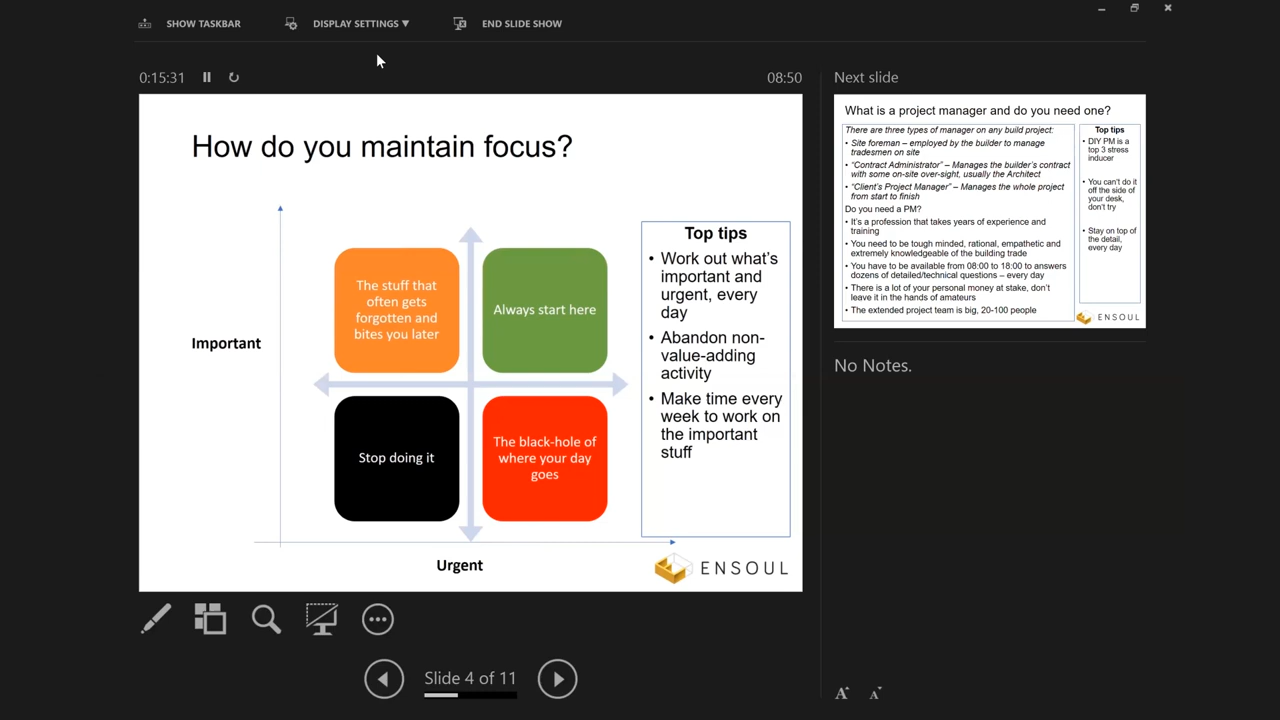 SHOW TASKBAR
DISPLAY SETTINGS ▼
END SLIDE SHOW
0:15:31
08:50
How do you maintain focus?
Important
The stuff that
often gets
forgotten and
bites you later
Always start here
Stop doing it
The black-hole of
where your day
goes
Urgent
Top tips
• Work out what's
important and
urgent, every
day
• Abandon non-
value-adding
activity
• Make time every
week to work on
the important
stuff
ENSOUL
Slide 4 of 11
Next slide
What is a project manager and do you need one?
There are three types of manager on any build project:
• Site foreman – employed by the builder to manage
tradesmen on site
• "Contract Administrator" – Manages the builder's contract
with some on-site over-sight, usually the Architect
• "Client's Project Manager" – Manages the whole project
from start to finish
Do you need a PM?
• It's a profession that takes years of experience and
training
• You need to be tough minded, rational, empathetic and
extremely knowledgeable of the building trade
• You have to be available from 08:00 to 18:00 to answers
dozens of detailed/technical questions – every day
• There is a lot of your personal money at stake, don't
leave it in the hands of amateurs
• The extended project team is big, 20-100 people
Top tips
• DIY PM is a
top 3 stress
inducer
• You can't do it
off the side of
your desk,
don't try
• Stay on top of
the detail,
every day
ENSOUL
No Notes.
A
A